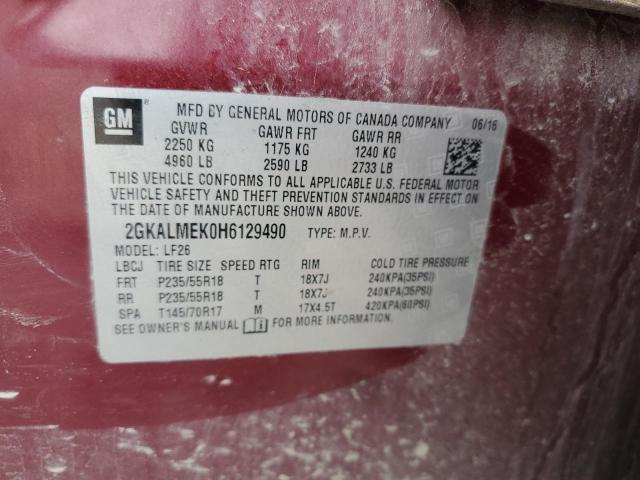 GM ® MFD BY GENERAL MOTORS OF CANADA COMPANY 06/16
GVWR GAWR FRT GAWR RR
2250 KG 1175 KG 1240 KG
4960 LB 2590 LB 2733 LB
THIS VEHICLE CONFORMS TO ALL APPLICABLE U.S. FEDERAL MOTOR
VEHICLE SAFETY AND THEFT PREVENTION STANDARDS IN EFFECT ON
THE DATE OF MANUFACTURE SHOWN ABOVE.
2GKALMEK0H6129490 TYPE: M.P.V.
MODEL: LF26
LBCJ TIRE SIZE SPEED RTG RIM COLD TIRE PRESSURE
FRT P235/55R18 T 18X7J 240KPA(35PSI)
RR P235/55R18 T 18X7J 240KPA(35PSI)
SPA T145/70R17 M 17X4.5T 420KPA(60PSI)
SEE OWNER'S MANUAL FOR MORE INFORMATION.